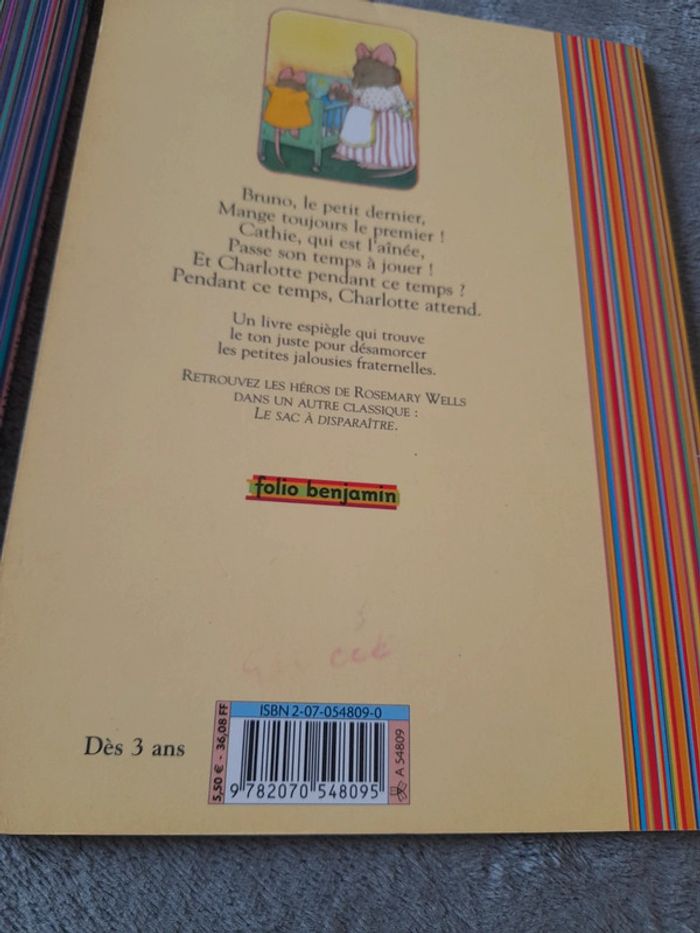 Bruno, le petit dernier,
Mange toujours le premier !
Cathie, qui est l'aînée,
Passe son temps à jouer !
Et Charlotte pendant ce temps ?
Pendant ce temps, Charlotte attend.
Un livre espiègle qui trouve
le ton juste pour désamorcer
les petites jalousies fraternelles.
RETROUVEZ LES HÉROS DE ROSEMARY WELLS
DANS UN AUTRE CLASSIQUE :
LE SAC À DISPARAÎTRE.
folio benjamin
Dès 3 ans
5,50 € - 36,08 FF
ISBN 2-07-054809-0
9 782070 548095
A 54809